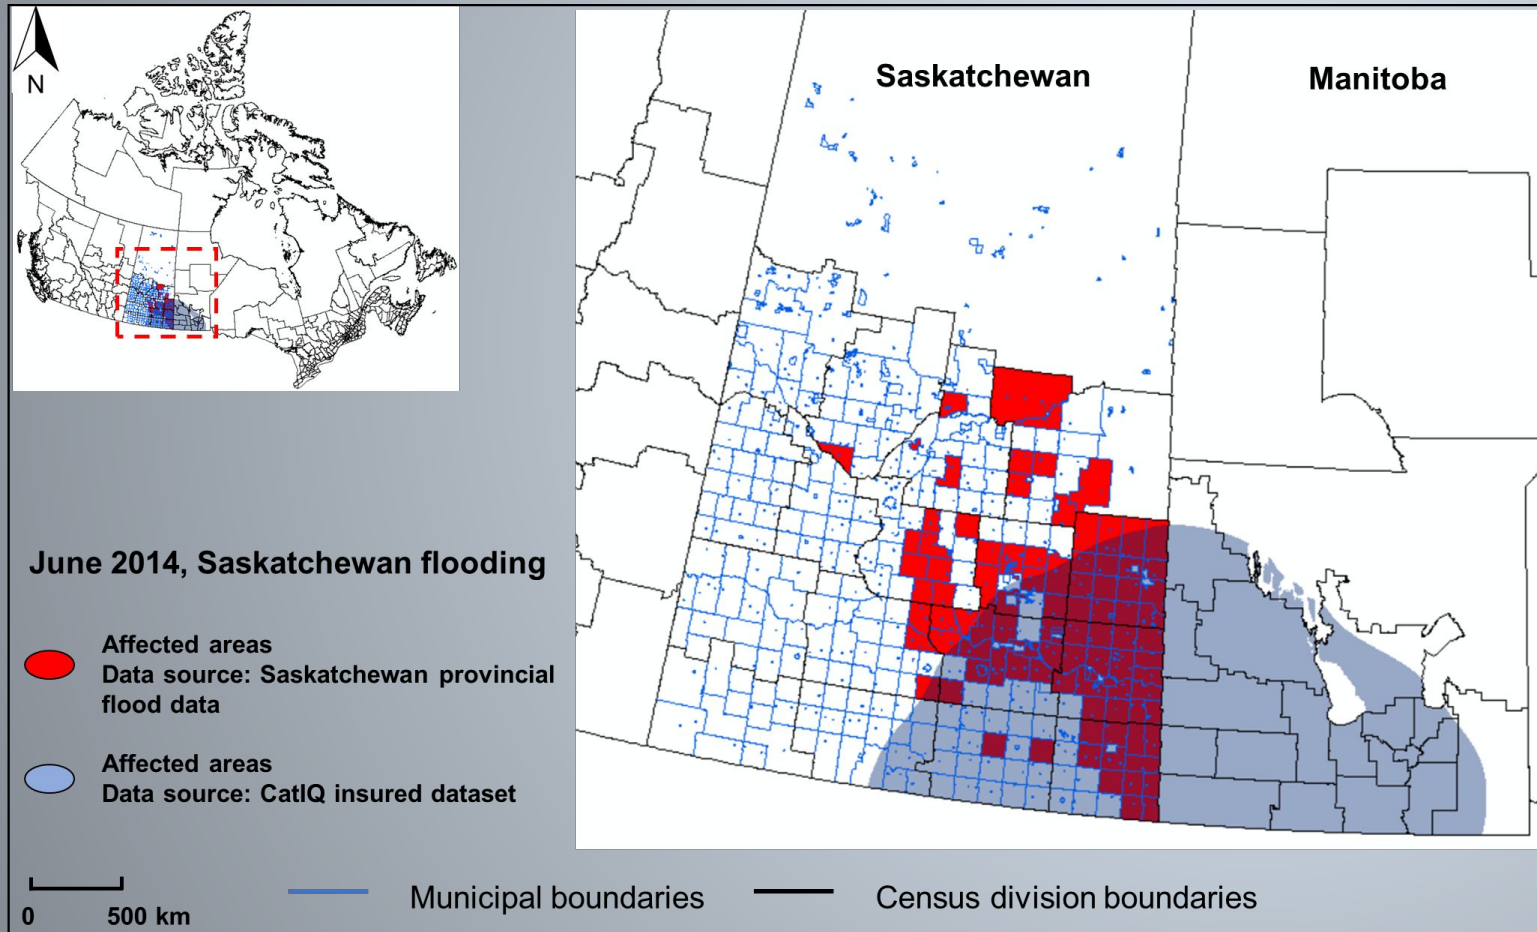 N
Saskatchewan
Manitoba
June 2014, Saskatchewan flooding
Affected areas
Data source: Saskatchewan provincial
flood data
Affected areas
Data source: CatIQ insured dataset
0 500 km
Municipal boundaries
Census division boundaries